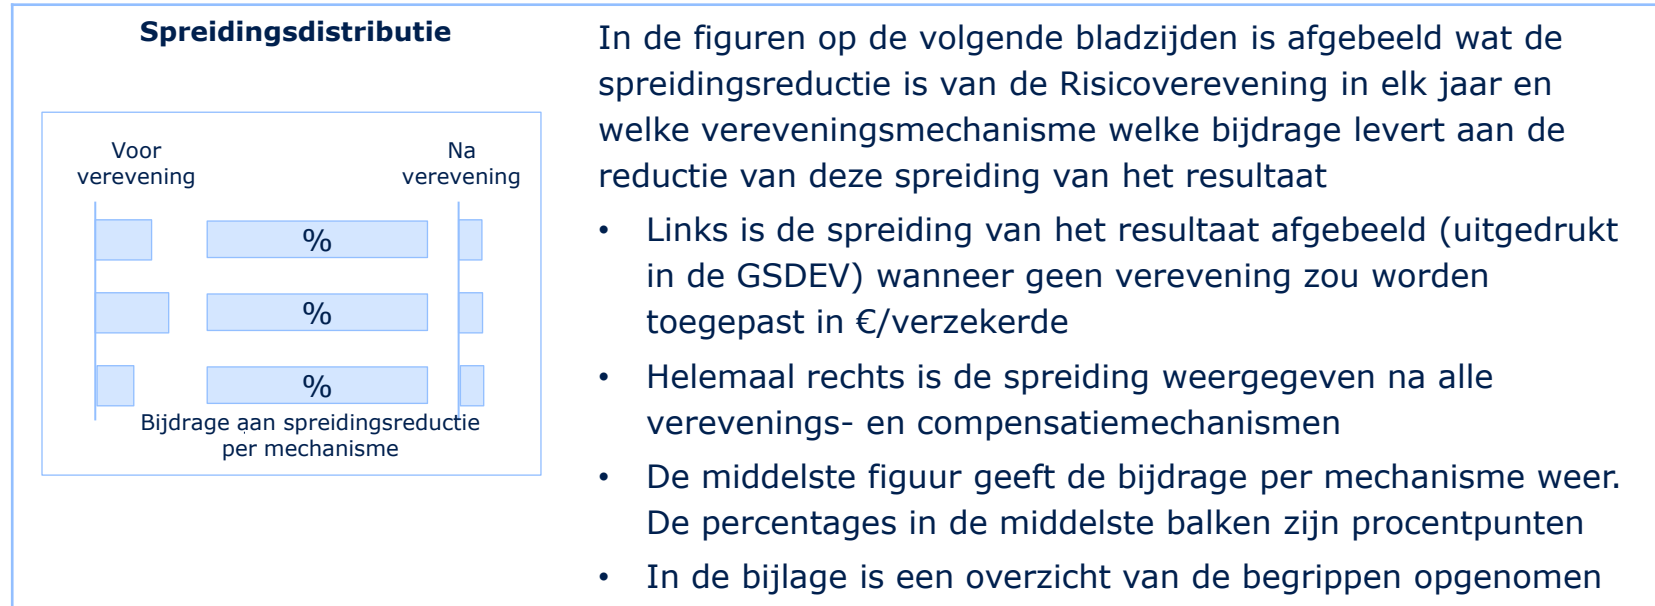 Spreidingsdistributie
Voor
verevening
Na
verevening
%
%
%
Bijdrage aan spreidingsreductie
per mechanisme
In de figuren op de volgende bladzijden is afgebeeld wat de
spreidingsreductie is van de Risicoverevening in elk jaar en
welke vereveningsmechanisme welke bijdrage levert aan de
reductie van deze spreiding van het resultaat
• Links is de spreiding van het resultaat afgebeeld (uitgedrukt
in de GSDEV) wanneer geen verevening zou worden
toegepast in €/verzekerde
• Helemaal rechts is de spreiding weergegeven na alle
verevenings- en compensatiemechanismen
• De middelste figuur geeft de bijdrage per mechanisme weer.
De percentages in de middelste balken zijn procentpunten
• In de bijlage is een overzicht van de begrippen opgenomen